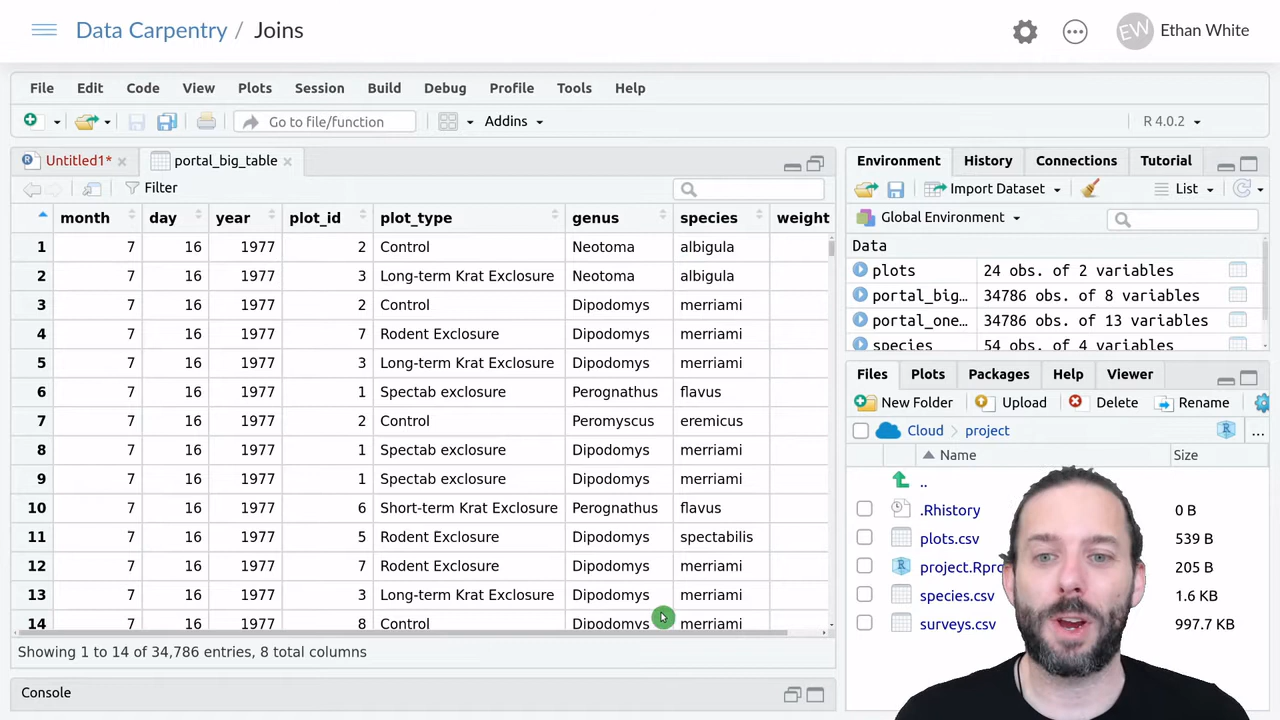 Data Carpentry / Joins EW Ethan White
File Edit Code View Plots Session Build Debug Profile Tools Help
Go to file/function Addins R 4.0.2
Untitled1* portal_big_table
Filter
month day year plot_id plot_type genus species weight
1 7 16 1977 2 Control Neotoma albigula
2 7 16 1977 3 Long-term Krat Exclosure Neotoma albigula
3 7 16 1977 2 Control Dipodomys merriami
4 7 16 1977 7 Rodent Exclosure Dipodomys merriami
5 7 16 1977 3 Long-term Krat Exclosure Dipodomys merriami
6 7 16 1977 1 Spectab exclosure Perognathus flavus
7 7 16 1977 2 Control Peromyscus eremicus
8 7 16 1977 1 Spectab exclosure Dipodomys merriami
9 7 16 1977 1 Spectab exclosure Dipodomys merriami
10 7 16 1977 6 Short-term Krat Exclosure Perognathus flavus
11 7 16 1977 5 Rodent Exclosure Dipodomys spectabilis
12 7 16 1977 7 Rodent Exclosure Dipodomys merriami
13 7 16 1977 3 Long-term Krat Exclosure Dipodomys merriami
14 7 16 1977 8 Control Dipodomys merriami
Showing 1 to 14 of 34,786 entries, 8 total columns
Console
Environment History Connections Tutorial
Import Dataset List
Global Environment
Data
plots 24 obs. of 2 variables
portal_big… 34786 obs. of 8 variables
portal_one… 34786 obs. of 13 variables
species 54 obs. of 4 variables
Files Plots Packages Help Viewer
New Folder Upload Delete Rename
Cloud > project R ...
Name Size
..
.Rhistory 0 B
plots.csv 539 B
project.Rpro 205 B
species.csv 1.6 KB
surveys.csv 997.7 KB